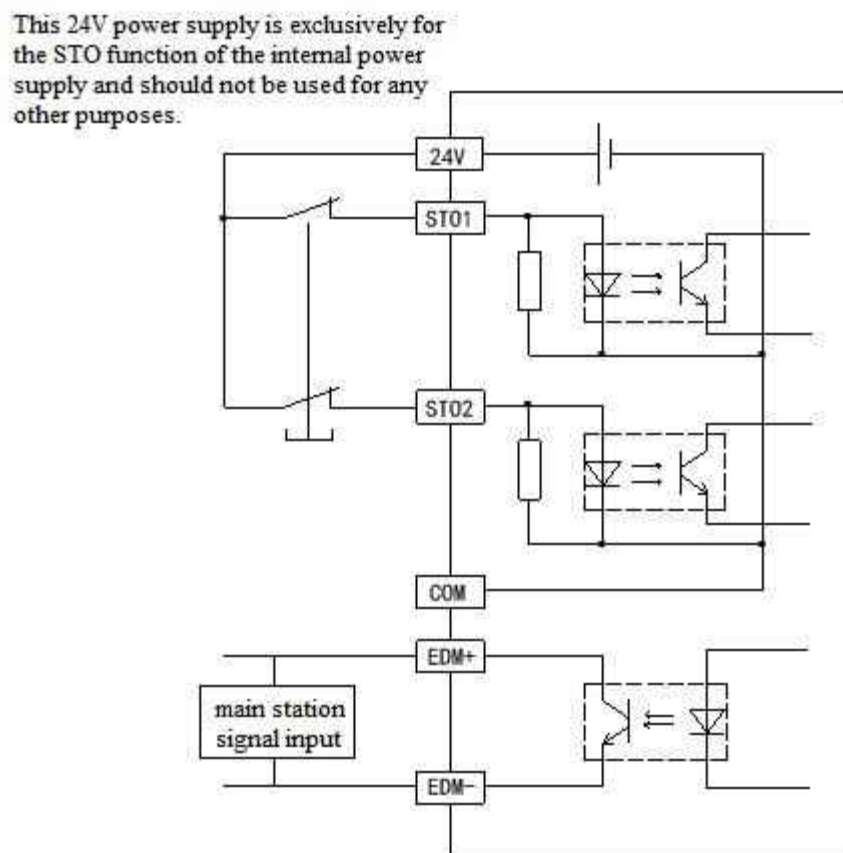 This 24V power supply is exclusively for
the STO function of the internal power
supply and should not be used for any
other purposes.
24V
STO1
STO2
COM
EDM+
main station
signal input
EDM-